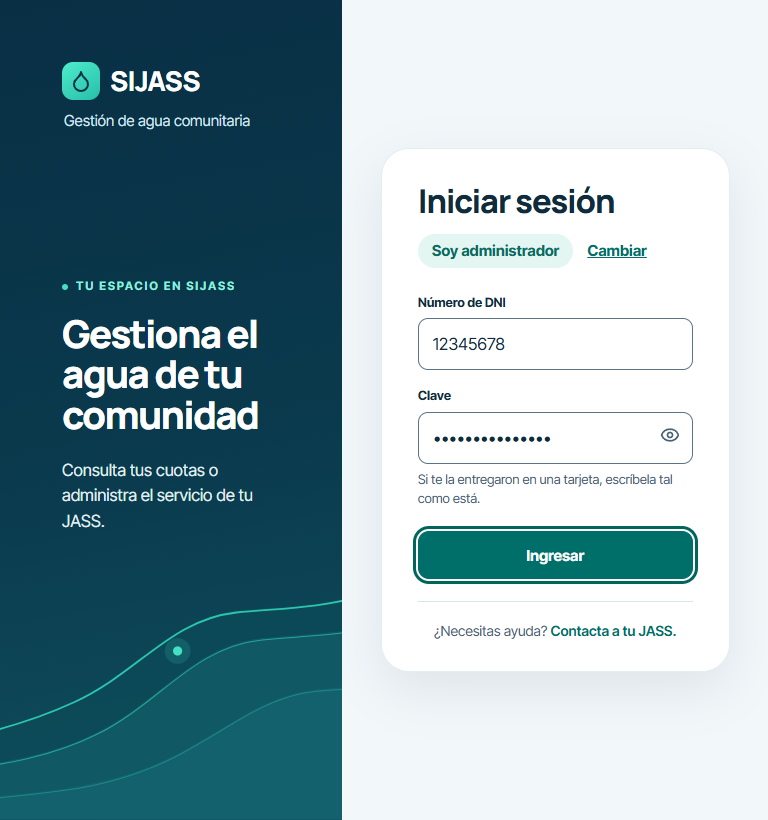 SIJASS
Gestión de agua comunitaria
TU ESPACIO EN SIJASS
Gestiona el
agua de tu
comunidad
Consulta tus cuotas o
administra el servicio de tu
JASS.
Iniciar sesión
Soy administrador Cambiar
Número de DNI
12345678
Clave
•••••••••••••••
Si te la entregaron en una tarjeta, escríbela tal
como está.
Ingresar
¿Necesitas ayuda? Contacta a tu JASS.